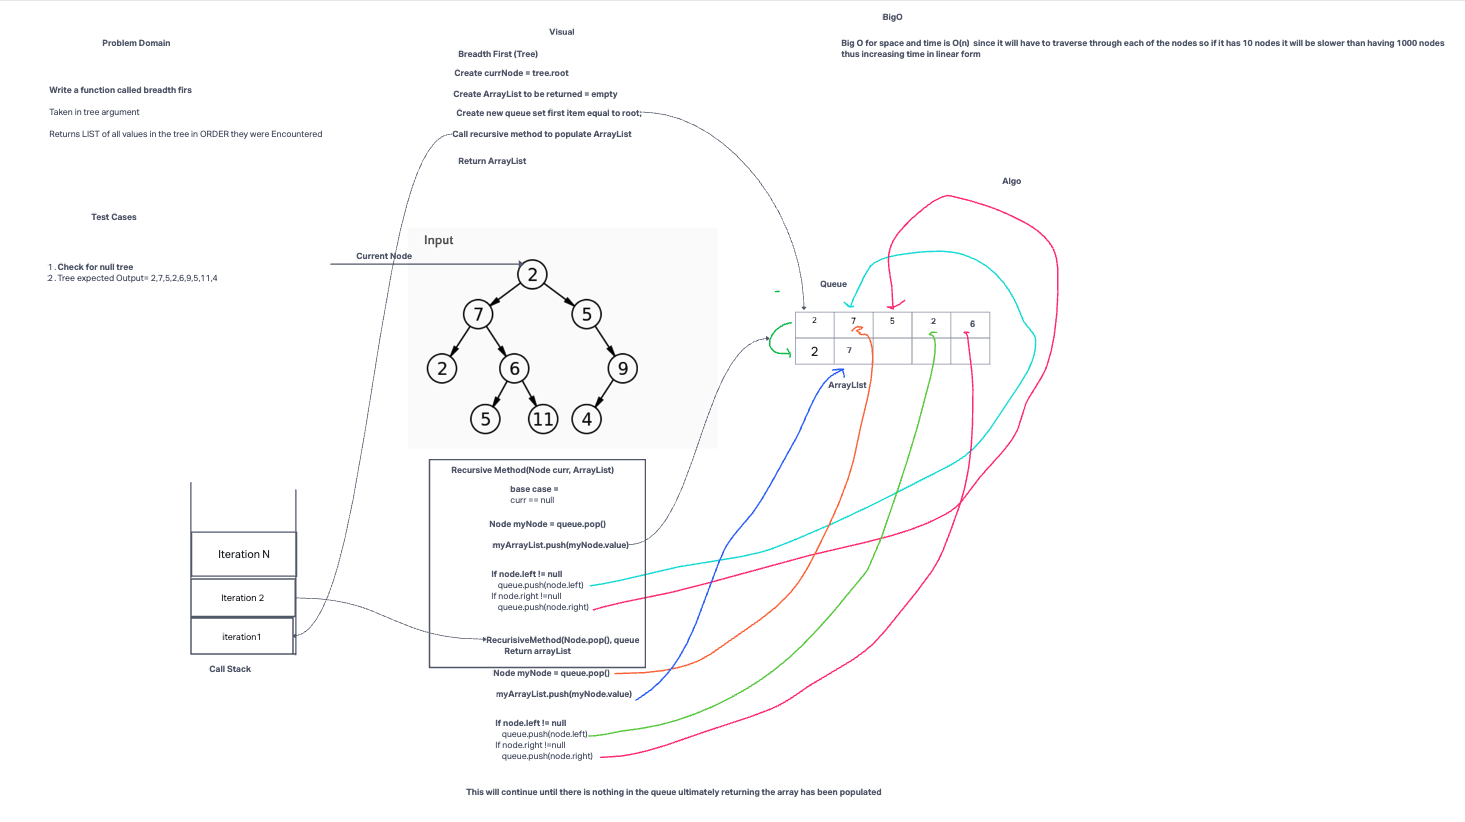 BigO
Big O for space and time is O(n) since it will have to traverse through each of the nodes so if it has 10 nodes it will be slower than having 1000 nodes
thus increasing time in linear form
Problem Domain
Write a function called breadth firs
Taken in tree argument
Returns LIST of all values in the tree in ORDER they were Encountered
Test Cases
1. Check for null tree
2. Tree expected Output= 2,7,5,2,6,9,5,11,4
Visual
Breadth First (Tree)
Create currNode = tree.root
Create ArrayList to be returned = empty
Create new queue set first item equal to root;
Call recursive method to populate ArrayList
Return ArrayList
Input
Current Node
2
7
5
2
6
9
5
11
4
Algo
Queue
2 7 5 2 6
2 7
ArrayList
Recursive Method(Node curr, ArrayList)
base case =
curr == null
Node myNode = queue.pop()
myArrayList.push(myNode.value)
If node.left != null
queue.push(node.left)
If node.right !=null
queue.push(node.right)
RecurisiveMethod(Node.pop(), queue
Return arrayList
Node myNode = queue.pop()
myArrayList.push(myNode.value)
If node.left != null
queue.push(node.left)
If node.right !=null
queue.push(node.right)
Iteration N
Iteration 2
iteration1
Call Stack
This will continue until there is nothing in the queue ultimately returning the array has been populated